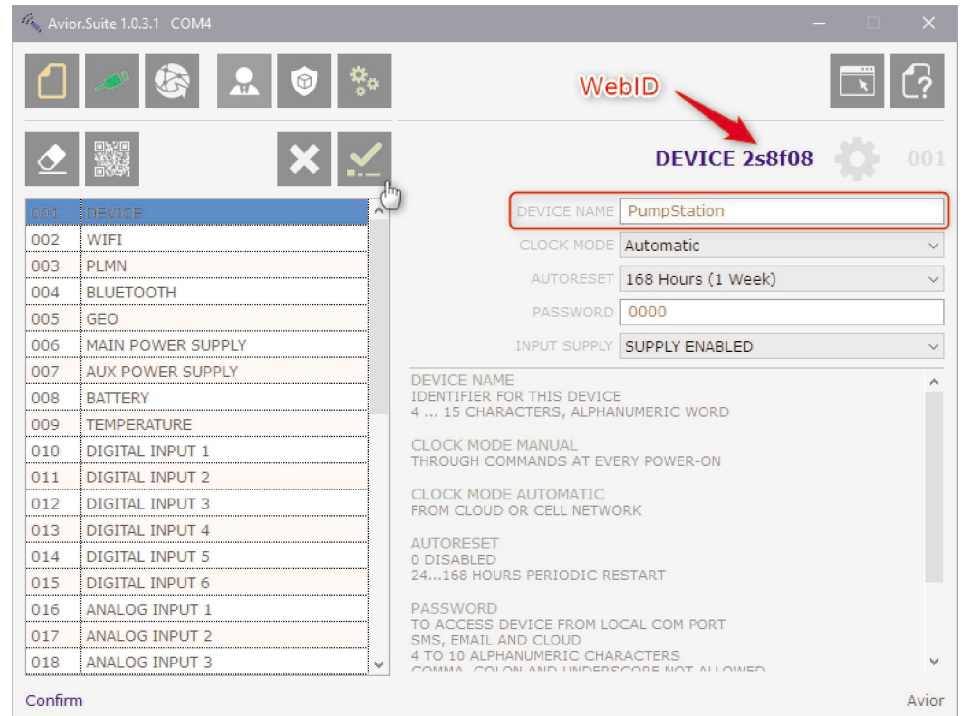 Avior.Suite 1.0.3.1 COM4
WebID
DEVICE 2s8f08
001
001 DEVICE
002 WIFI
003 PLMN
004 BLUETOOTH
005 GEO
006 MAIN POWER SUPPLY
007 AUX POWER SUPPLY
008 BATTERY
009 TEMPERATURE
010 DIGITAL INPUT 1
011 DIGITAL INPUT 2
012 DIGITAL INPUT 3
013 DIGITAL INPUT 4
014 DIGITAL INPUT 5
015 DIGITAL INPUT 6
016 ANALOG INPUT 1
017 ANALOG INPUT 2
018 ANALOG INPUT 3
DEVICE NAME PumpStation
CLOCK MODE Automatic
AUTORESET 168 Hours (1 Week)
PASSWORD 0000
INPUT SUPPLY SUPPLY ENABLED
DEVICE NAME
IDENTIFIER FOR THIS DEVICE
4 ... 15 CHARACTERS, ALPHANUMERIC WORD
CLOCK MODE MANUAL
THROUGH COMMANDS AT EVERY POWER-ON
CLOCK MODE AUTOMATIC
FROM CLOUD OR CELL NETWORK
AUTORESET
0 DISABLED
24...168 HOURS PERIODIC RESTART
PASSWORD
TO ACCESS DEVICE FROM LOCAL COM PORT
SMS, EMAIL AND CLOUD
4 TO 10 ALPHANUMERIC CHARACTERS
COMMA, COLON AND UNDERSCORE NOT ALLOWED
Confirm
Avior